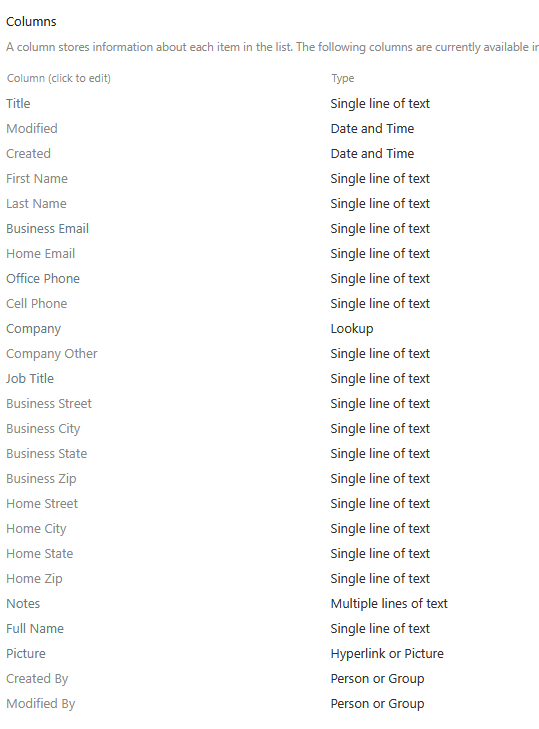 Columns
A column stores information about each item in the list. The following columns are currently available in
Column (click to edit) Type
Title Single line of text
Modified Date and Time
Created Date and Time
First Name Single line of text
Last Name Single line of text
Business Email Single line of text
Home Email Single line of text
Office Phone Single line of text
Cell Phone Single line of text
Company Lookup
Company Other Single line of text
Job Title Single line of text
Business Street Single line of text
Business City Single line of text
Business State Single line of text
Business Zip Single line of text
Home Street Single line of text
Home City Single line of text
Home State Single line of text
Home Zip Single line of text
Notes Multiple lines of text
Full Name Single line of text
Picture Hyperlink or Picture
Created By Person or Group
Modified By Person or Group